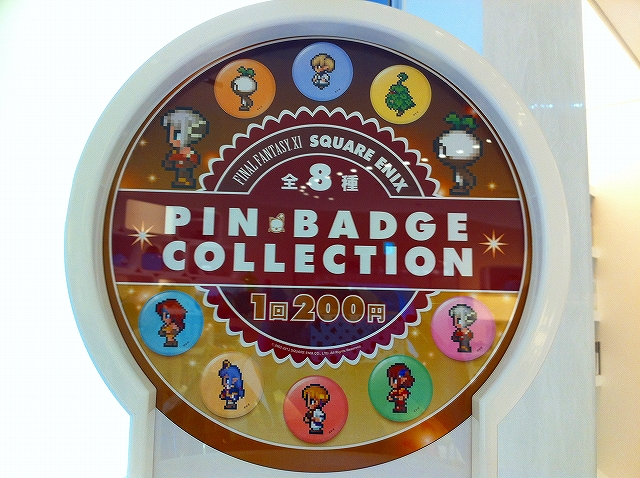 FINAL FANTASY XI SQUARE ENIX
全8種
PIN BADGE
COLLECTION
1回200円